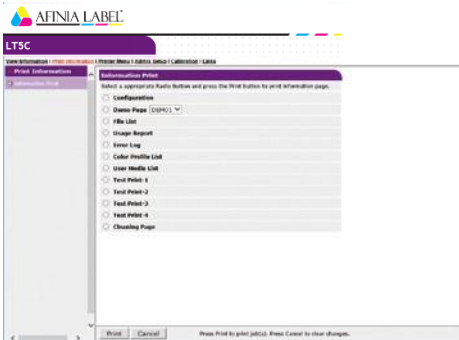 AFINIA LABEL
LT5C
View Information | Print Information | Printer Menu | Admin Setup | Calibration | Links
Print Information
Information Print
Information Print
Select a appropriate Radio Button and press the Print button to print information page.
Configuration
Demo Page DEMO1
File List
Usage Report
Error Log
Color Profile List
User Media List
Test Print-1
Test Print-2
Test Print-3
Test Print-4
Cleaning Page
Print Cancel Press Print to print job(s). Press Cancel to clear changes.